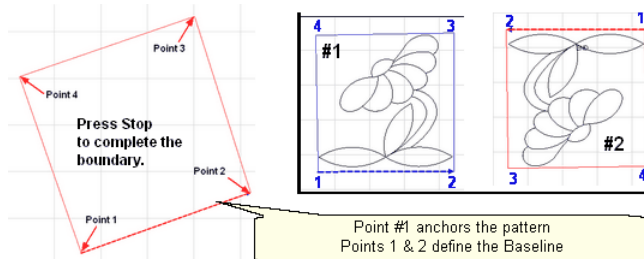 Point 3
Point 4
Press Stop
to complete the
boundary.
Point 2
Point 1
4 3
#1
1 2
2 1
#2
3 4
Point #1 anchors the pattern
Points 1 & 2 define the Baseline